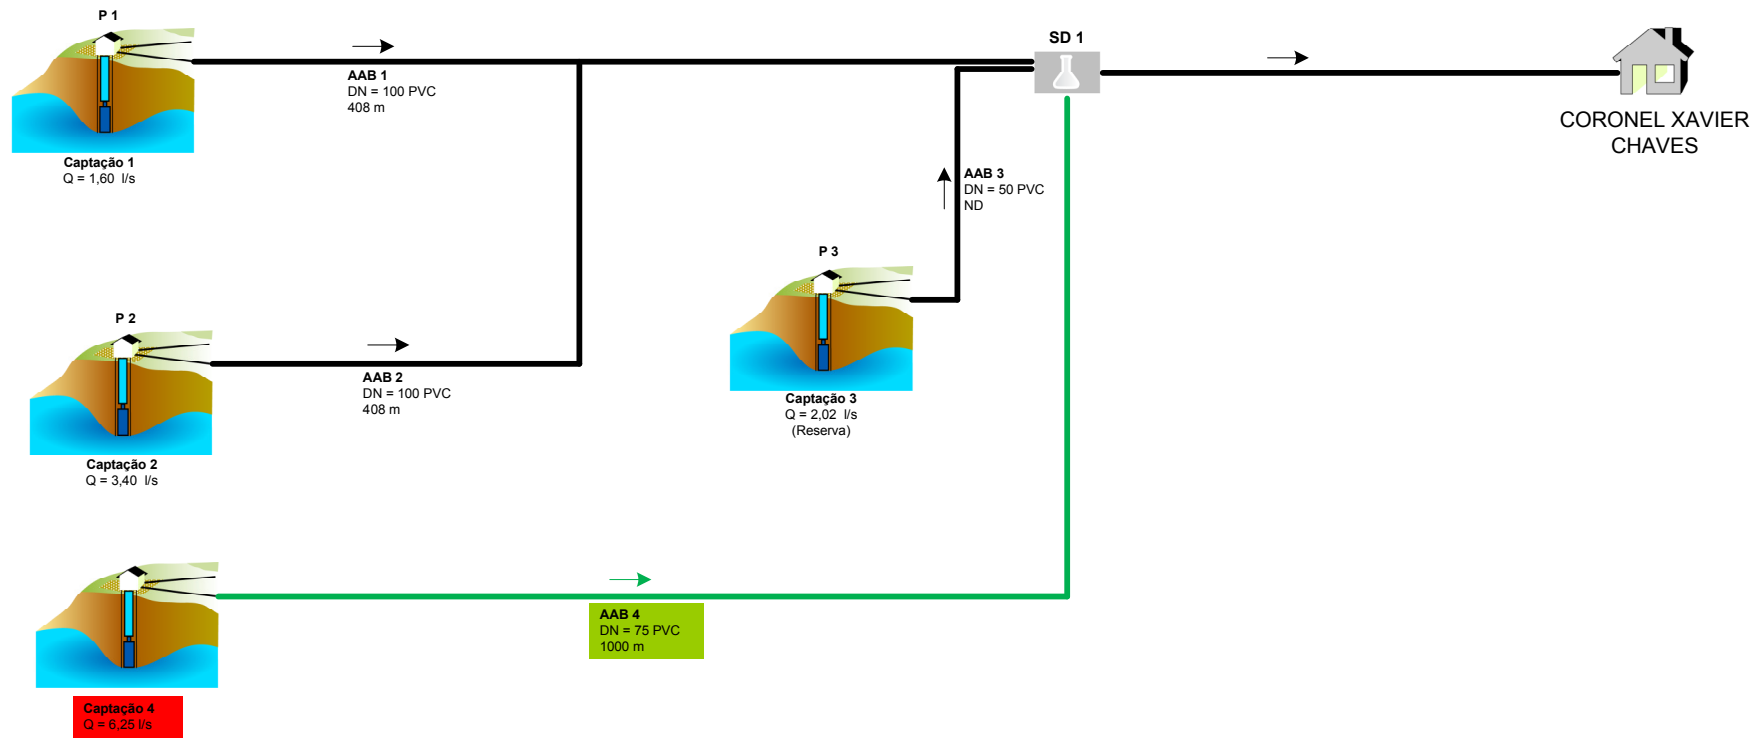 P 1
AAB 1
DN = 100 PVC
408 m
Captação 1
Q = 1,60 l/s
SD 1
CORONEL XAVIER
CHAVES
AAB 3
DN = 50 PVC
ND
P 2
AAB 2
DN = 100 PVC
408 m
Captação 2
Q = 3,40 l/s
P 3
Captação 3
Q = 2,02 l/s
(Reserva)
AAB 4
DN = 75 PVC
1000 m
Captação 4
Q = 6,25 l/s